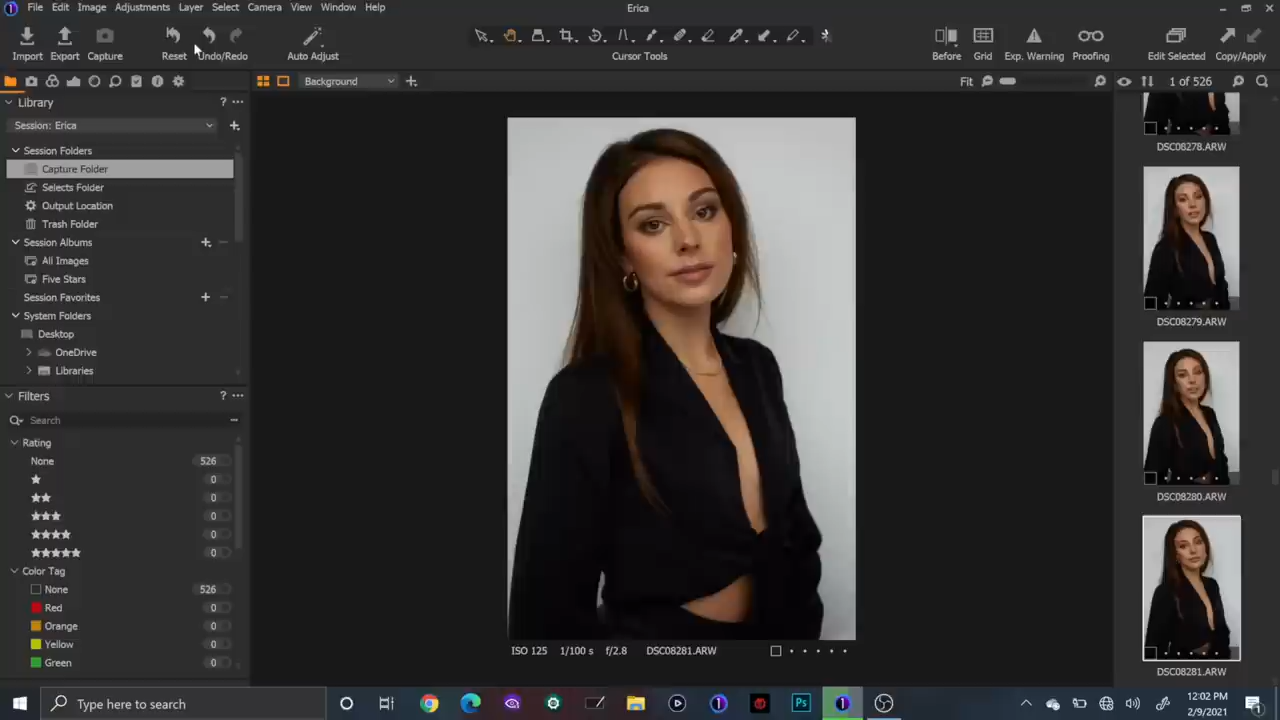 File Edit Image Adjustments Layer Select Camera View Window Help
Erica
Import Export Capture
Reset Undo/Redo
Auto Adjust
Cursor Tools
Before Grid Exp. Warning Proofing
Edit Selected Copy/Apply
Background
Fit
1 of 526
Library
Session: Erica
Session Folders
Capture Folder
Selects Folder
Output Location
Trash Folder
Session Albums
All Images
Five Stars
Session Favorites
System Folders
Desktop
OneDrive
Libraries
Filters
Search
Rating
None 526
0
0
0
0
0
Color Tag
None 526
Red 0
Orange 0
Yellow 0
Green 0
ISO 125 1/100 s f/2.8 DSC08281.ARW
DSC08278.ARW
DSC08279.ARW
DSC08280.ARW
DSC08281.ARW
Type here to search
Ps
12:02 PM
2/9/2021